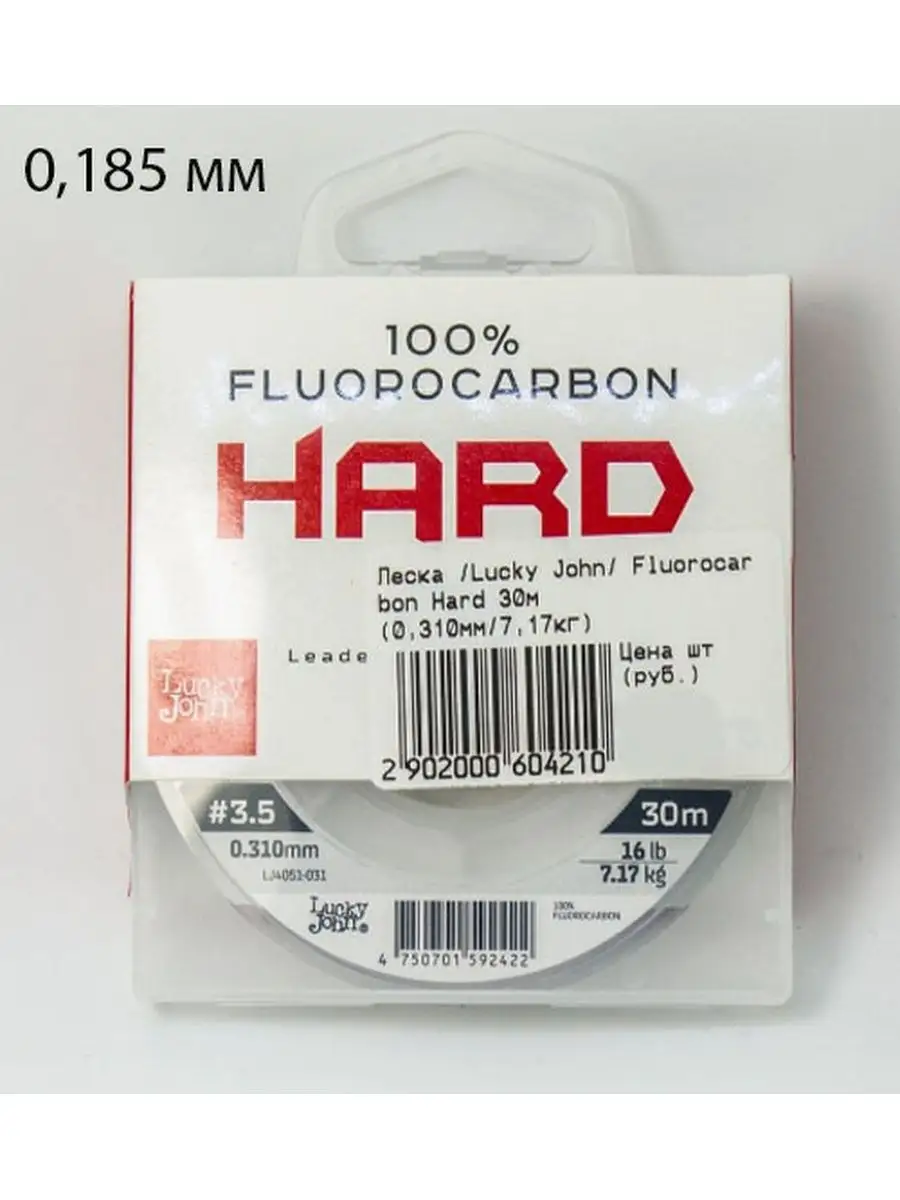 0,185 мм
100%
FLUOROCARBON
HARD
Леска /Lucky John/ Fluorocar
bon Hard 30м
(0,310мм/7,17кг)
Leade
Цена шт
(руб.)
Lucky
John
2 902000 604210
#3.5
30m
0.310mm
16 lb
LJ4051-031
7.17 kg
Lucky
John®
100%
FLUOROCARBON
4 750701 592422